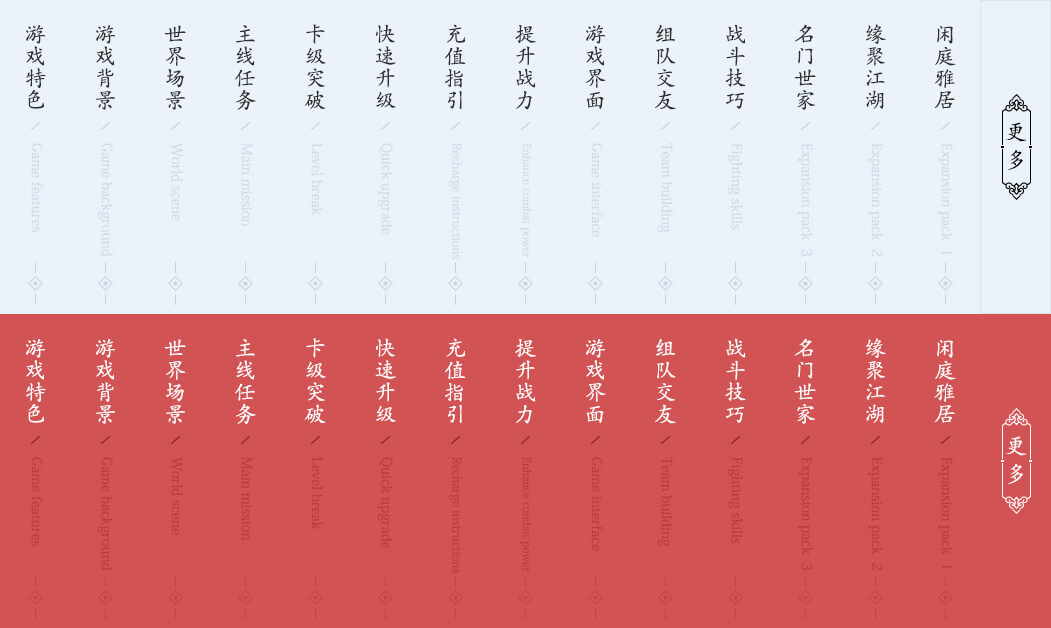 游戏特色
Game features
游戏背景
Game background
世界场景
World scene
主线任务
Main mission
卡级突破
Level break
快速升级
Quick upgrade
充值指引
Recharge instructions
提升战力
Enhance combat power
游戏界面
Game interface
组队交友
Team building
战斗技巧
Fighting skills
名门世家
Expansion pack 3
缘聚江湖
Expansion pack 2
闲庭雅居
Expansion pack 1
更多
游戏特色
Game features
游戏背景
Game background
世界场景
World scene
主线任务
Main mission
卡级突破
Level break
快速升级
Quick upgrade
充值指引
Recharge instructions
提升战力
Enhance combat power
游戏界面
Game interface
组队交友
Team building
战斗技巧
Fighting skills
名门世家
Expansion pack 3
缘聚江湖
Expansion pack 2
闲庭雅居
Expansion pack 1
更多